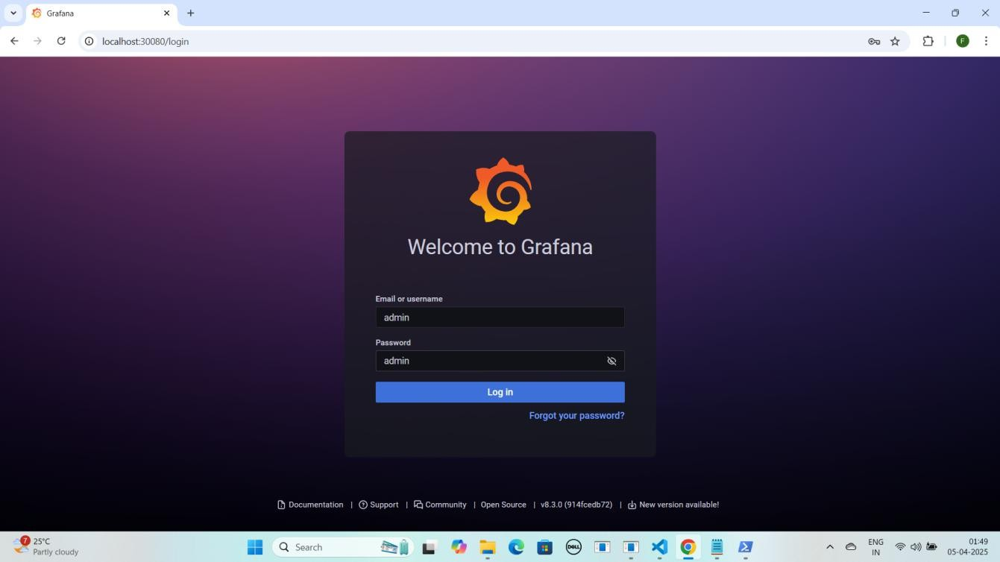 Grafana
localhost:30080/login
F
Welcome to Grafana
Email or username
admin
Password
admin
Log in
Forgot your password?
Documentation | Support | Community | Open Source | v8.3.0 (914fcedb72) | New version available!
7
25°C
Partly cloudy
Search
DELL
ENG
IN
01:49
05-04-2025